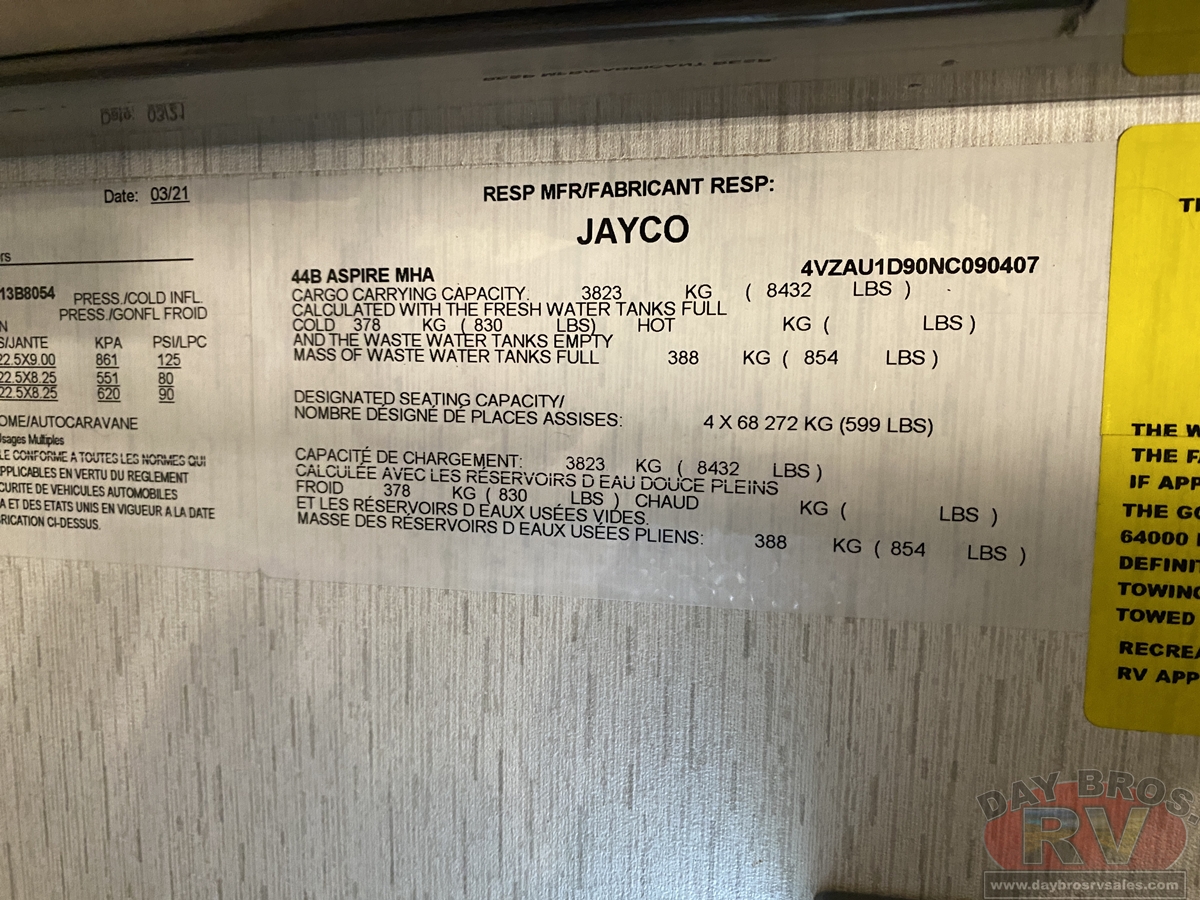 Date: 03/21
rs
13B8054
PRESS./COLD INFL.
PRESS./GONFL FROID
N
S/JANTE KPA PSI/LPC
22.5X9.00 861 125
22.5X8.25 551 80
22.5X8.25 620 90
OME/AUTOCARAVANE
Usages Multiples
LE CONFORME A TOUTES LES NORMES QUI
PPLICABLES EN VERTU DU REGLEMENT
CURITE DE VEHICULES AUTOMOBILES
A ET DES ETATS UNIS EN VIGUEUR A LA DATE
RICATION CI-DESSUS.
RESP MFR/FABRICANT RESP:
JAYCO
44B ASPIRE MHA 4VZAU1D90NC090407
CARGO CARRYING CAPACITY. 3823 KG ( 8432 LBS )
CALCULATED WITH THE FRESH WATER TANKS FULL
COLD 378 KG ( 830 LBS) HOT KG ( LBS )
AND THE WASTE WATER TANKS EMPTY
MASS OF WASTE WATER TANKS FULL 388 KG ( 854 LBS )
DESIGNATED SEATING CAPACITY/
NOMBRE DÉSIGNÉ DÉ PLACES ASSISES: 4 X 68 272 KG (599 LBS)
CAPACITÉ DE CHARGEMENT: 3823 KG ( 8432 LBS )
CALCULÉE AVEC LES RÉSERVOIRS D EAU DOUCE PLEINS
FROID 378 KG ( 830 LBS ) CHAUD KG ( LBS )
ET LES RÉSERVOIRS D EAUX USÉES VIDES.
MASSE DES RÉSERVOIRS D EAUX USÉES PLIENS: 388 KG ( 854 LBS )
THE W
THE FA
IF APP
THE GC
64000
DEFINIT
TOWING
TOWED
RECREA
RV APP
DAY BROS.
RV
www.daybrosrvsales.com